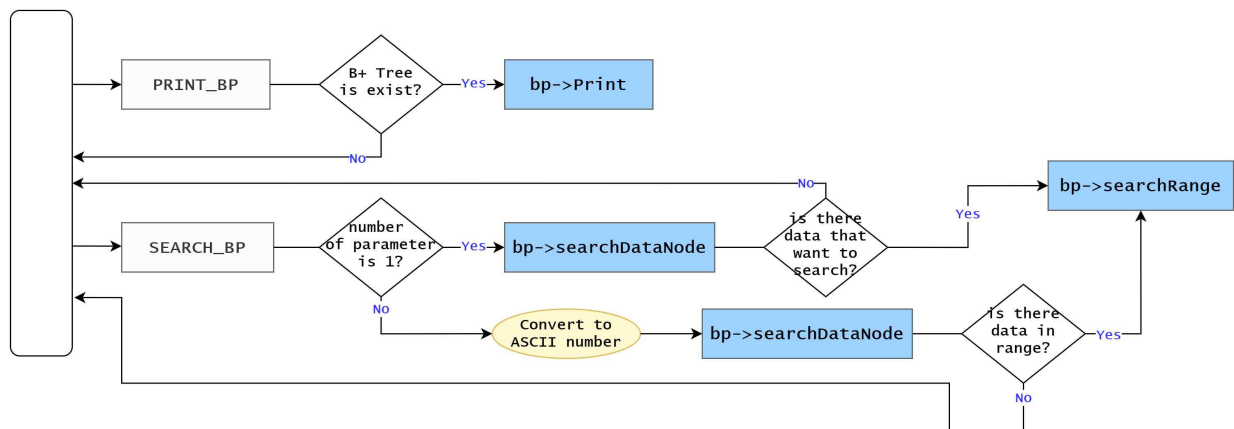 PRINT_BP
B+ Tree
is exist?
Yes
bp->Print
No
No
SEARCH_BP
number
of parameter
is 1?
Yes
bp->searchDataNode
is there
data that
want to
search?
Yes
bp->searchRange
No
Convert to
ASCII number
bp->searchDataNode
is there
data in
range?
Yes
No